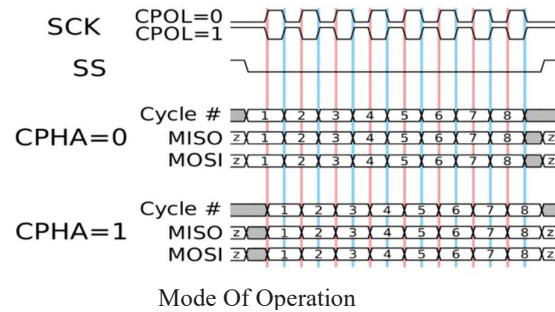 SCK CPOL=0
CPOL=1
SS
Cycle # 1 2 3 4 5 6 7 8
CPHA=0 MISO z 1 2 3 4 5 6 7 8 z
MOSI z 1 2 3 4 5 6 7 8 z
Cycle # 1 2 3 4 5 6 7 8
CPHA=1 MISO z 1 2 3 4 5 6 7 8 z
MOSI z 1 2 3 4 5 6 7 8 z
Mode Of Operation